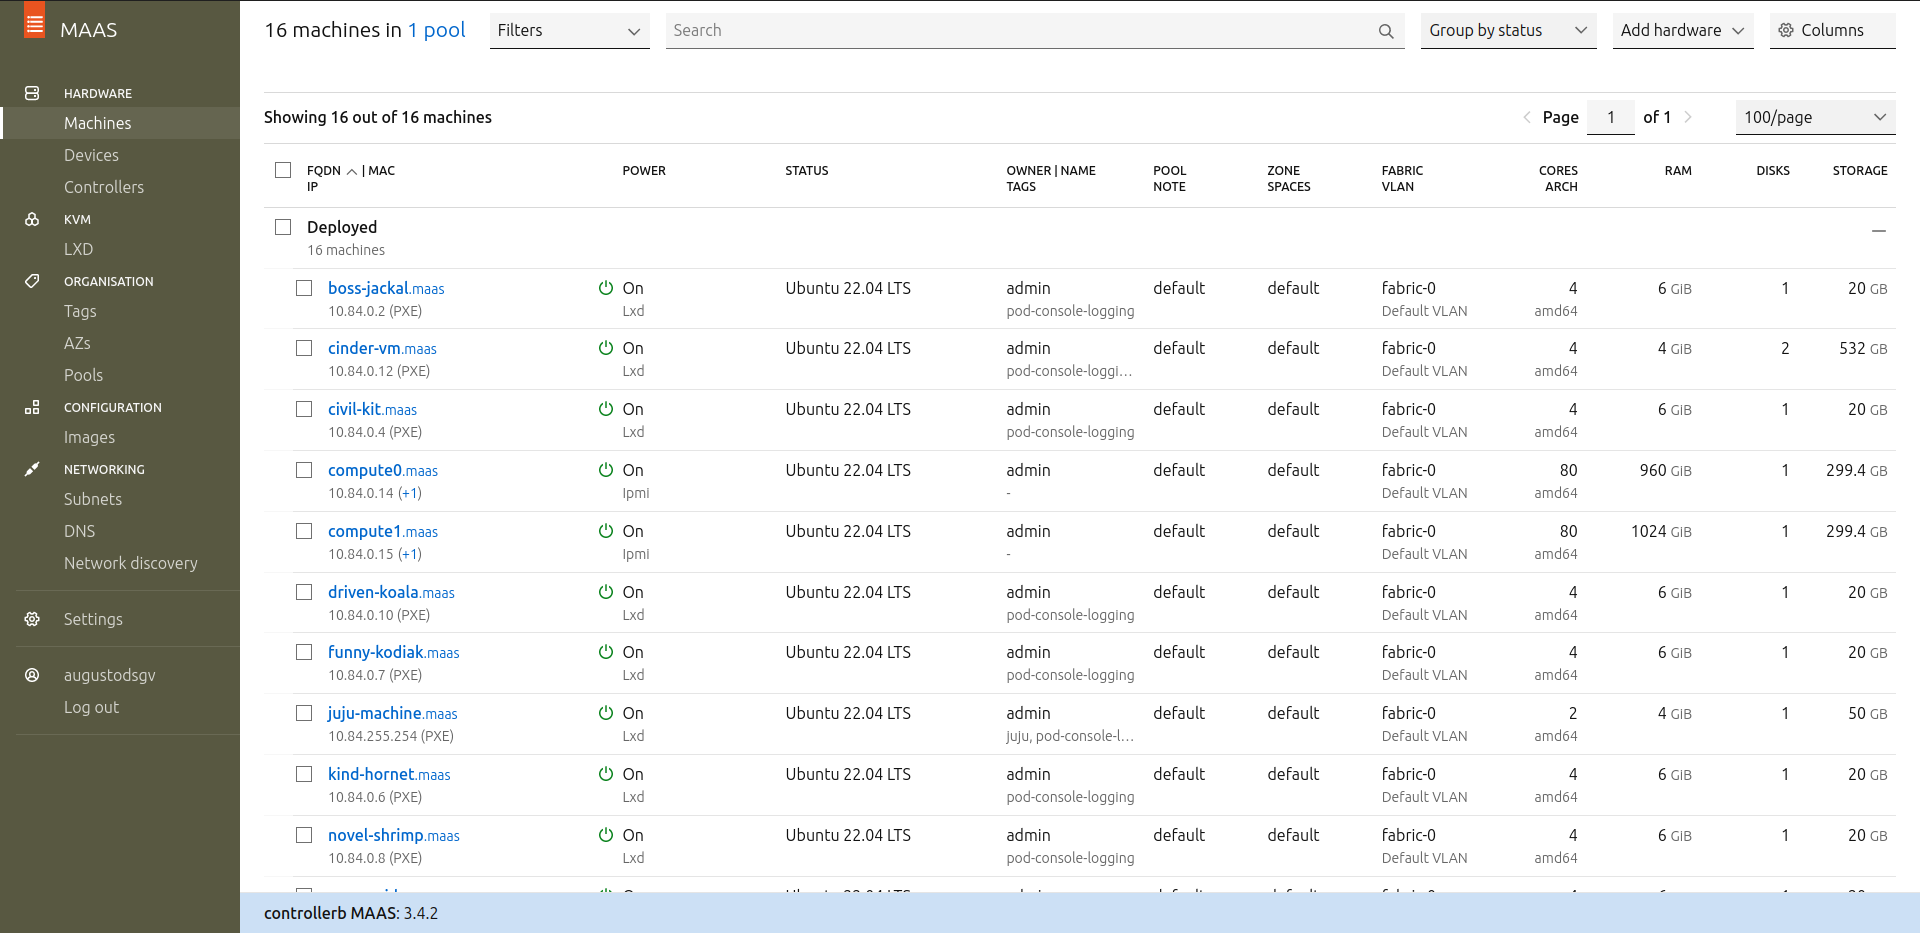 MAAS
HARDWARE
Machines
Devices
Controllers
KVM
LXD
ORGANISATION
Tags
AZs
Pools
CONFIGURATION
Images
NETWORKING
Subnets
DNS
Network discovery
Settings
augustodsgv
Log out
16 machines in 1 pool
Filters
Search
Group by status
Add hardware
Columns
Showing 16 out of 16 machines
Page 1 of 1
100/page
FQDN | MAC POWER STATUS OWNER | NAME POOL ZONE FABRIC CORES RAM DISKS STORAGE
IP TAGS NOTE SPACES VLAN ARCH
Deployed
16 machines
boss-jackal.maas On Ubuntu 22.04 LTS admin default default fabric-0 4 6 GiB 1 20 GB
10.84.0.2 (PXE) Lxd pod-console-logging Default VLAN amd64
cinder-vm.maas On Ubuntu 22.04 LTS admin default default fabric-0 4 4 GiB 2 532 GB
10.84.0.12 (PXE) Lxd pod-console-loggi… Default VLAN amd64
civil-kit.maas On Ubuntu 22.04 LTS admin default default fabric-0 4 6 GiB 1 20 GB
10.84.0.4 (PXE) Lxd pod-console-logging Default VLAN amd64
compute0.maas On Ubuntu 22.04 LTS admin default default fabric-0 80 960 GiB 1 299.4 GB
10.84.0.14 (+1) Ipmi - Default VLAN amd64
compute1.maas On Ubuntu 22.04 LTS admin default default fabric-0 80 1024 GiB 1 299.4 GB
10.84.0.15 (+1) Ipmi - Default VLAN amd64
driven-koala.maas On Ubuntu 22.04 LTS admin default default fabric-0 4 6 GiB 1 20 GB
10.84.0.10 (PXE) Lxd pod-console-logging Default VLAN amd64
funny-kodiak.maas On Ubuntu 22.04 LTS admin default default fabric-0 4 6 GiB 1 20 GB
10.84.0.7 (PXE) Lxd pod-console-logging Default VLAN amd64
juju-machine.maas On Ubuntu 22.04 LTS admin default default fabric-0 2 4 GiB 1 50 GB
10.84.255.254 (PXE) Lxd juju, pod-console-l… Default VLAN amd64
kind-hornet.maas On Ubuntu 22.04 LTS admin default default fabric-0 4 6 GiB 1 20 GB
10.84.0.6 (PXE) Lxd pod-console-logging Default VLAN amd64
novel-shrimp.maas On Ubuntu 22.04 LTS admin default default fabric-0 4 6 GiB 1 20 GB
10.84.0.8 (PXE) Lxd pod-console-logging Default VLAN amd64
controllerb MAAS: 3.4.2